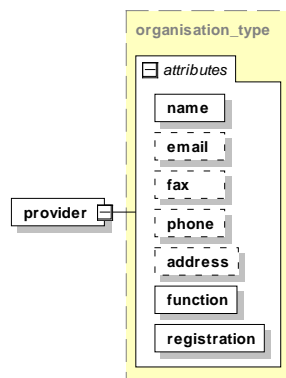 organisation_type
attributes
name
email
fax
phone
address
function
registration
provider